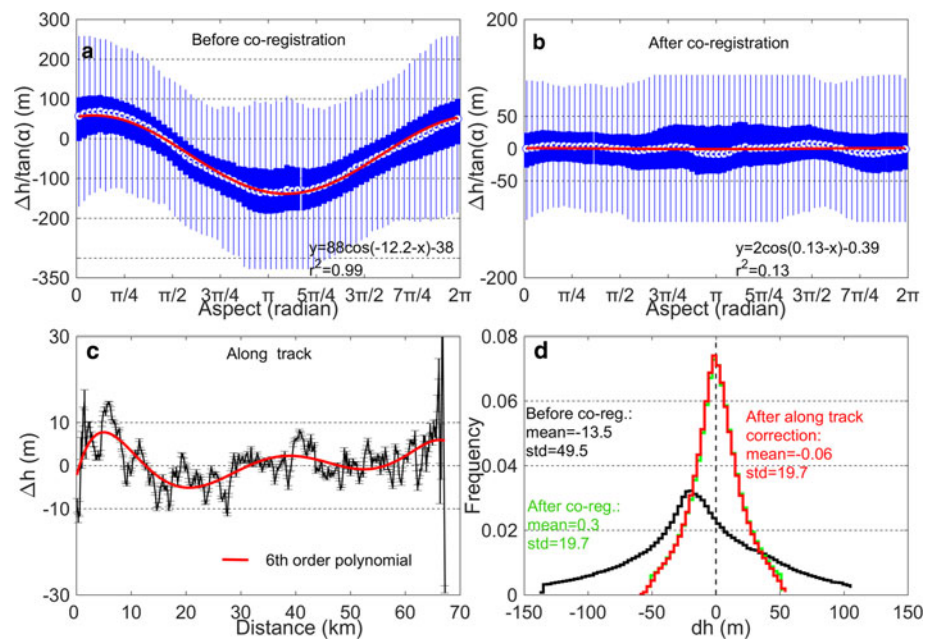 a
Before co-registration
Δh/tan(α) (m)
300
200
100
0
-100
-200
-350
y=88cos(-12.2-x)-38
r²=0.99
0 π/4 π/2 3π/4 π 5π/4 3π/2 7π/4 2π
Aspect (radian)
b
After co-registration
Δh/tan(α) (m)
200
50
0
-50
-200
y=2cos(0.13-x)-0.39
r²=0.13
0 π/4 π/2 3π/4 π 5π/4 3π/2 7π/4 2π
Aspect (radian)
c
Along track
Δh (m)
30
10
0
-10
-30
6th order polynomial
0 10 20 30 40 50 60 70
Distance (km)
d
Frequency
0.08
0.06
0.04
0.02
0
Before co-reg.:
mean=-13.5
std=49.5
After along track
correction:
mean=-0.06
std=19.7
After co-reg.:
mean=0.3
std=19.7
-150 -100 -50 0 50 100 150
dh (m)